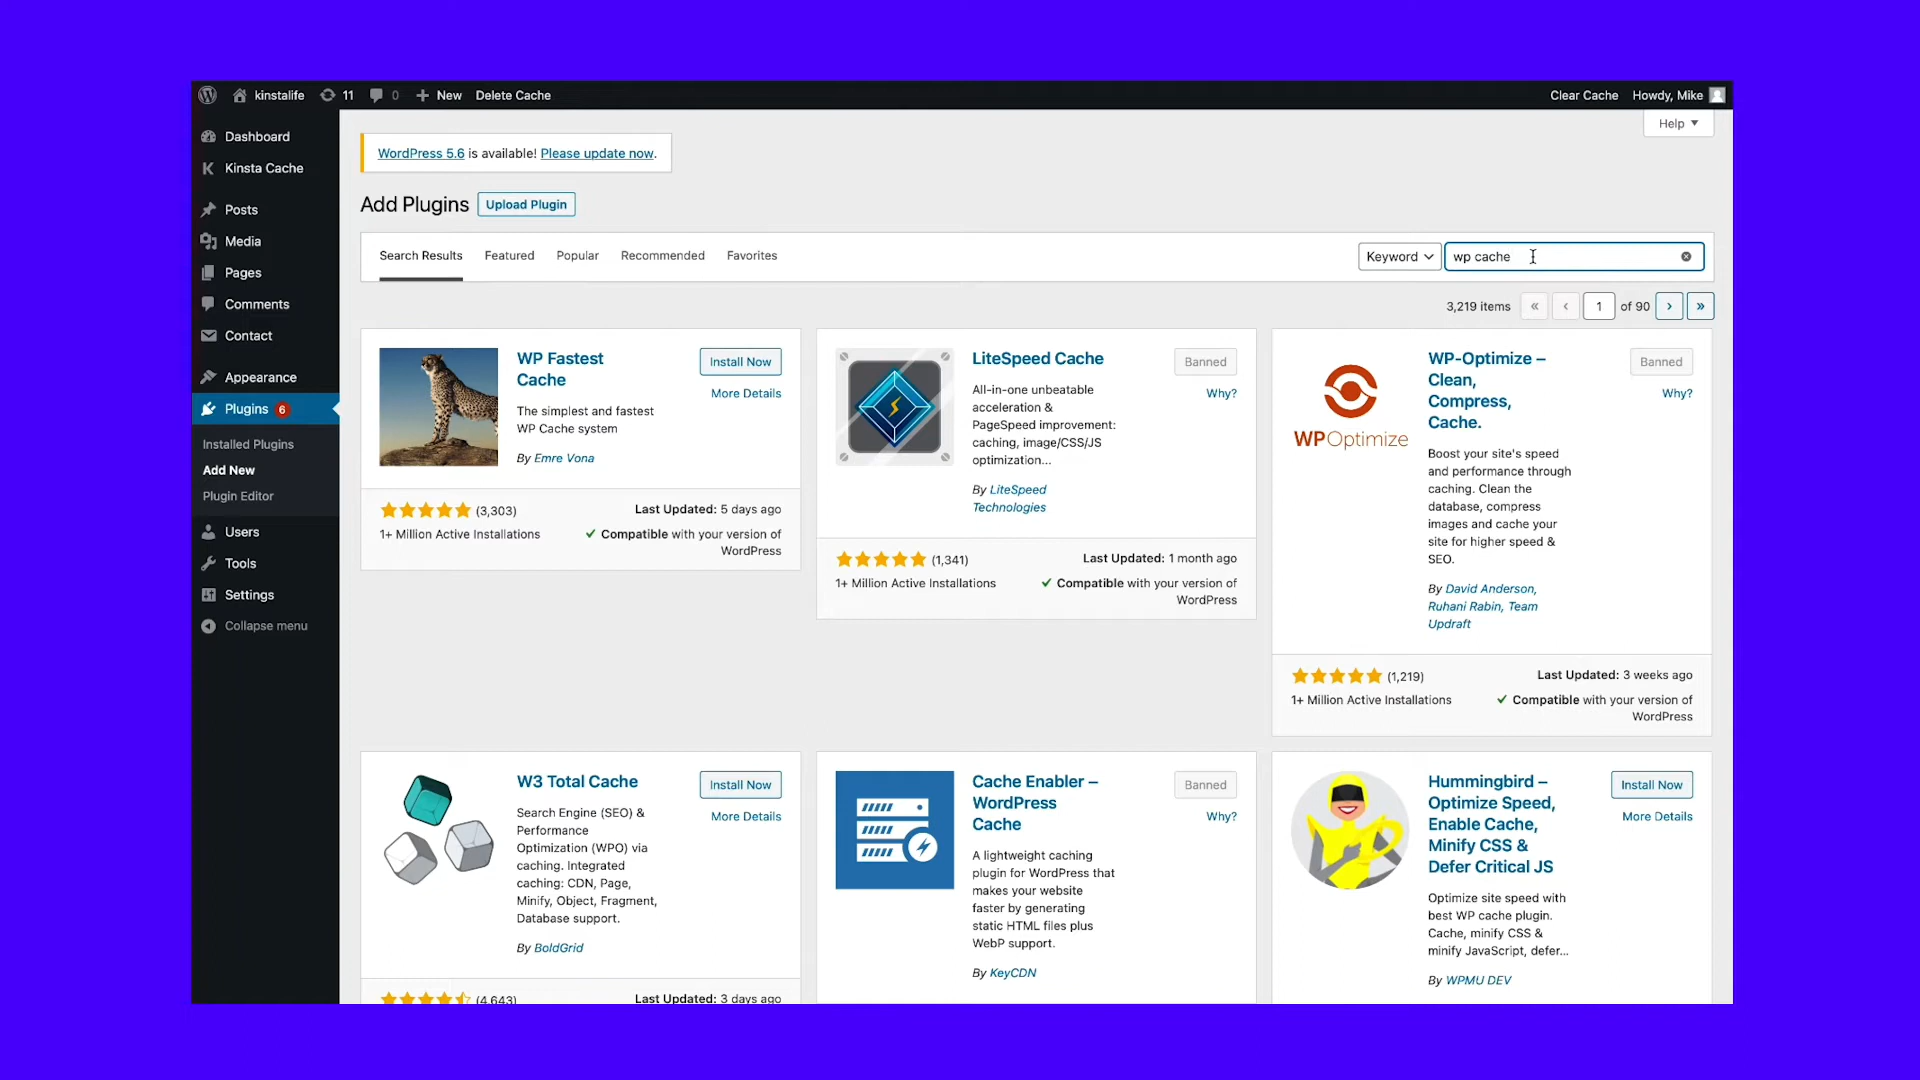 kinstalife 11 0 New Delete Cache Clear Cache Howdy, Mike
Help
Dashboard
Kinsta Cache
Posts
Media
Pages
Comments
Contact
Appearance
Plugins 6
Installed Plugins
Add New
Plugin Editor
Users
Tools
Settings
Collapse menu
WordPress 5.6 is available! Please update now.
Add Plugins Upload Plugin
Search Results Featured Popular Recommended Favorites Keyword wp cache
3,219 items « ‹ 1 of 90 › »
WP Fastest
Cache
Install Now
More Details
The simplest and fastest
WP Cache system
By Emre Vona
(3,303)
1+ Million Active Installations
Last Updated: 5 days ago
Compatible with your version of
WordPress
LiteSpeed Cache
Banned
Why?
All-in-one unbeatable
acceleration &
PageSpeed improvement:
caching, image/CSS/JS
optimization...
By LiteSpeed
Technologies
(1,341)
1+ Million Active Installations
Last Updated: 1 month ago
Compatible with your version of
WordPress
WPOptimize
WP-Optimize –
Clean,
Compress,
Cache.
Banned
Why?
Boost your site's speed
and performance through
caching. Clean the
database, compress
images and cache your
site for higher speed &
SEO.
By David Anderson,
Ruhani Rabin, Team
Updraft
(1,219)
1+ Million Active Installations
Last Updated: 3 weeks ago
Compatible with your version of
WordPress
W3 Total Cache
Install Now
More Details
Search Engine (SEO) &
Performance
Optimization (WPO) via
caching. Integrated
caching: CDN, Page,
Minify, Object, Fragment,
Database support.
By BoldGrid
(4,643)
Last Updated: 3 days ago
Cache Enabler –
WordPress
Cache
Banned
Why?
A lightweight caching
plugin for WordPress that
makes your website
faster by generating
static HTML files plus
WebP support.
By KeyCDN
Hummingbird –
Optimize Speed,
Enable Cache,
Minify CSS &
Defer Critical JS
Install Now
More Details
Optimize site speed with
best WP cache plugin.
Cache, minify CSS &
minify JavaScript, defer...
By WPMU DEV